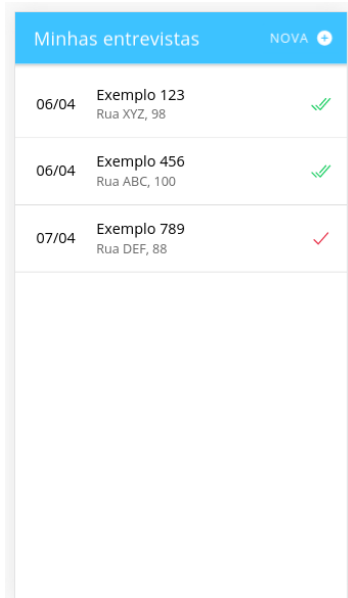 Minhas entrevistas NOVA
06/04 Exemplo 123
Rua XYZ, 98
06/04 Exemplo 456
Rua ABC, 100
07/04 Exemplo 789
Rua DEF, 88